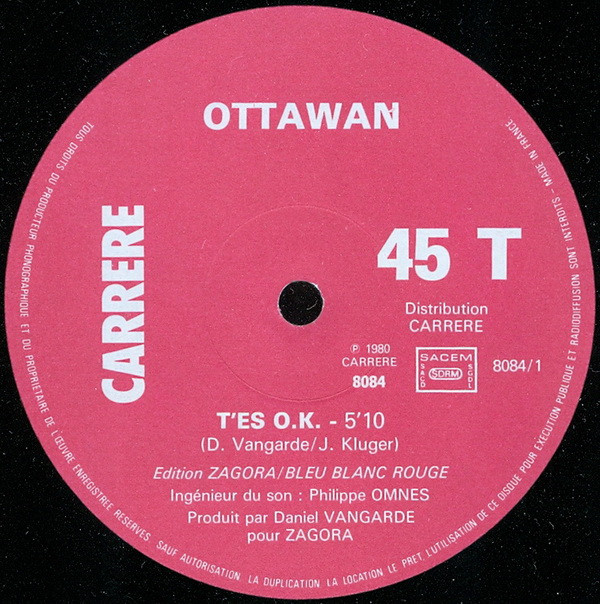 OTTAWAN
CARRERE
45 T
Distribution
CARRERE
℗ 1980
CARRERE
8084
SACEM
SACD
SDRM
SGDL
8084/1
T'ES O.K. - 5'10
(D. Vangarde/J. Kluger)
Edition ZAGORA/BLEU BLANC ROUGE
Ingénieur du son : Philippe OMNES
Produit par Daniel VANGARDE
pour ZAGORA
TOUS DROITS DU PRODUCTEUR PHONOGRAPHIQUE ET DU PROPRIETAIRE DE L'ŒUVRE ENREGISTREE RESERVES. SAUF AUTORISATION, LA DUPLICATION, LA LOCATION, LE PRET, L'UTILISATION DE CE DISQUE POUR EXECUTION PUBLIQUE ET RADIODIFFUSION SONT INTERDITS - MADE IN FRANCE